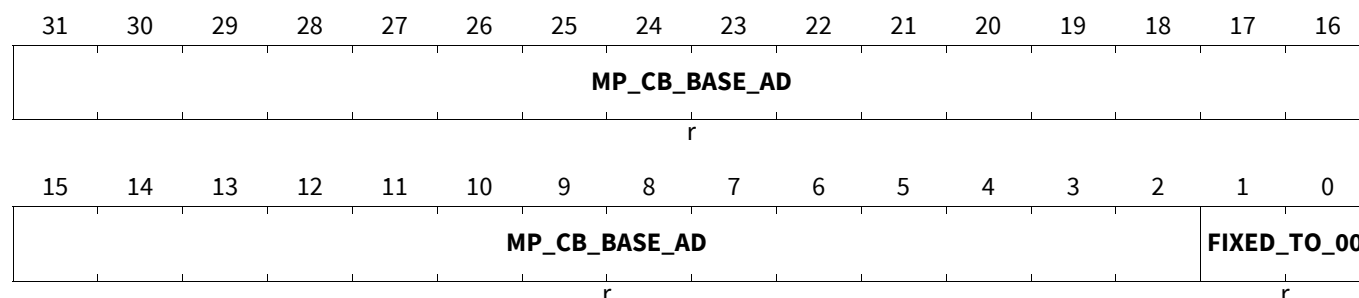 31 30 29 28 27 26 25 24 23 22 21 20 19 18 17 16
MP_CB_BASE_AD
r
15 14 13 12 11 10 9 8 7 6 5 4 3 2 1 0
MP_CB_BASE_AD FIXED_TO_00
r r